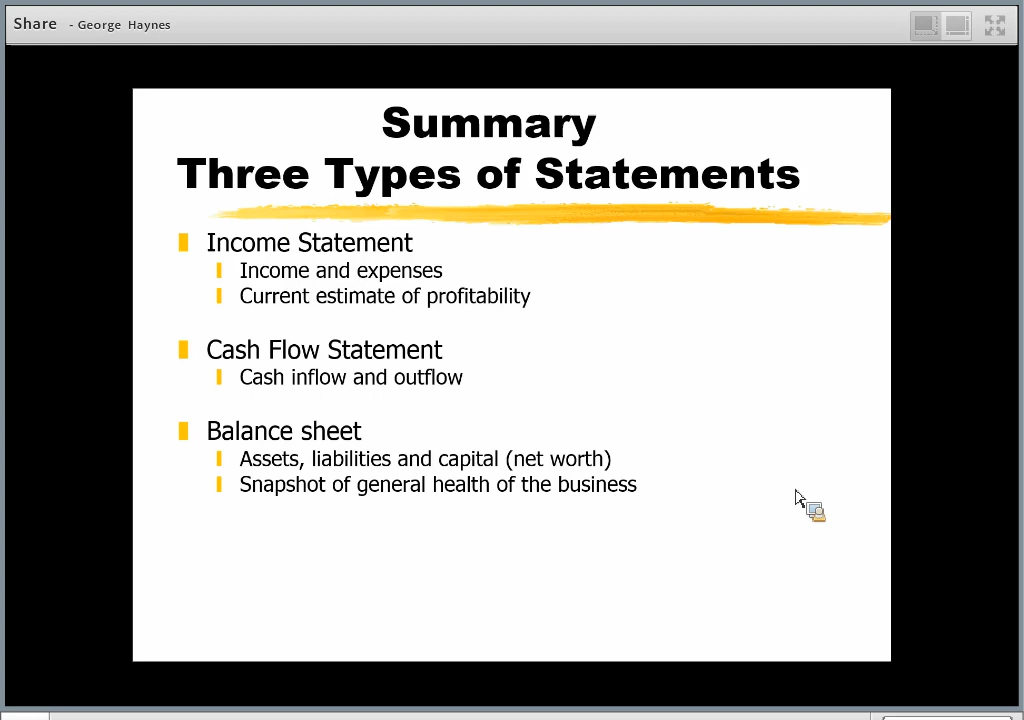 Share - George Haynes
Summary
Three Types of Statements
Income Statement
Income and expenses
Current estimate of profitability
Cash Flow Statement
Cash inflow and outflow
Balance sheet
Assets, liabilities and capital (net worth)
Snapshot of general health of the business